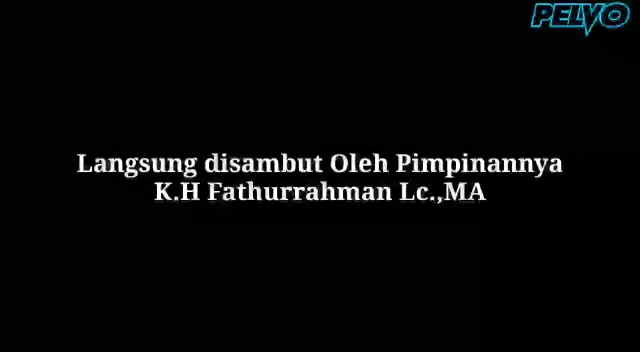 PELVO
Langsung disambut Oleh Pimpinannya
K.H Fathurrahman Lc.,MA